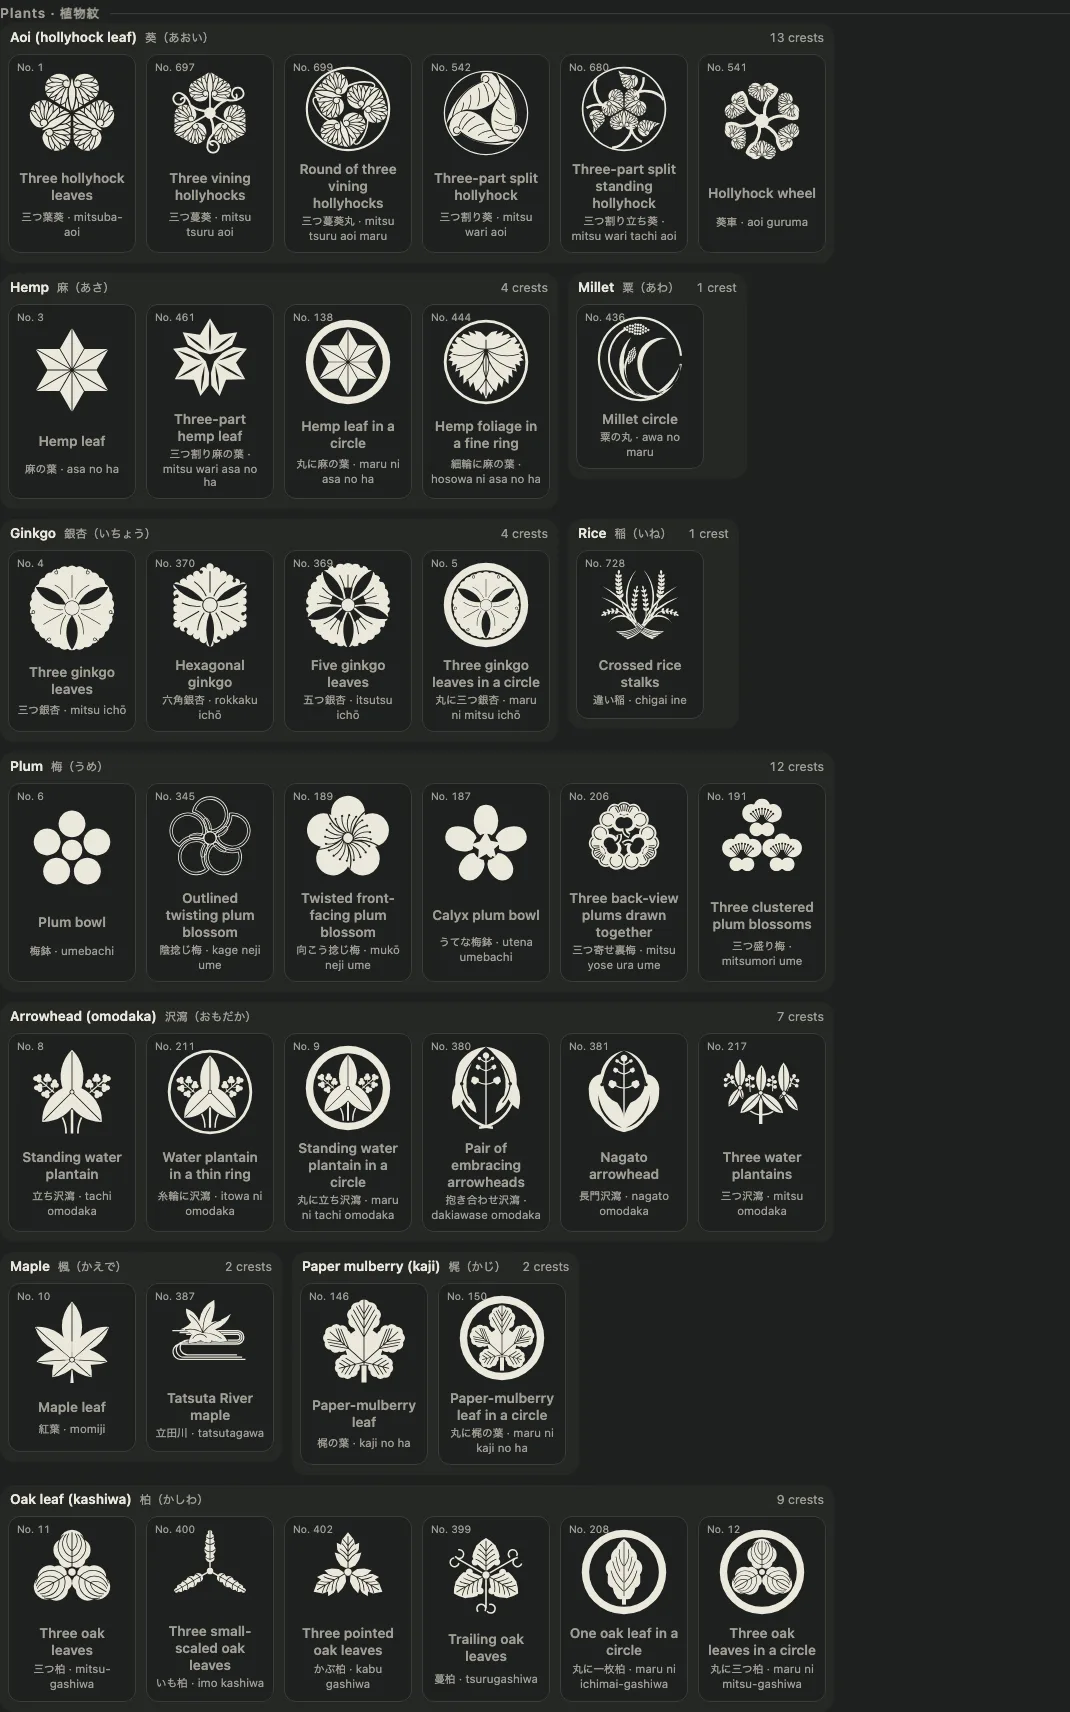 Plants · 植物紋
Aoi (hollyhock leaf) 葵（あおい） 13 crests
No. 1
Three hollyhock
leaves
三つ葉葵 · mitsuba-
aoi
No. 697
Three vining
hollyhocks
三つ蔓葵 · mitsu
tsuru aoi
No. 699
Round of three
vining
hollyhocks
三つ蔓葵丸 · mitsu
tsuru aoi maru
No. 542
Three-part split
hollyhock
三つ割り葵 · mitsu
wari aoi
No. 680
Three-part split
standing
hollyhock
三つ割り立ち葵 ·
mitsu wari tachi aoi
No. 541
Hollyhock wheel
葵車 · aoi guruma
Hemp 麻（あさ） 4 crests
No. 3
Hemp leaf
麻の葉 · asa no ha
No. 461
Three-part
hemp leaf
三つ割り麻の葉 ·
mitsu wari asa no
ha
No. 138
Hemp leaf in a
circle
丸に麻の葉 · maru ni
asa no ha
No. 444
Hemp foliage in
a fine ring
細輪に麻の葉 ·
hosowa ni asa no ha
Millet 粟（あわ） 1 crest
No. 436
Millet circle
粟の丸 · awa no
maru
Ginkgo 銀杏（いちょう） 4 crests
No. 4
Three ginkgo
leaves
三つ銀杏 · mitsu ichō
No. 370
Hexagonal
ginkgo
六角銀杏 · rokkaku
ichō
No. 369
Five ginkgo
leaves
五つ銀杏 · itsutsu
ichō
No. 5
Three ginkgo
leaves in a circle
丸に三つ銀杏 · maru
ni mitsu ichō
Rice 稲（いね） 1 crest
No. 728
Crossed rice
stalks
違い稲 · chigai ine
Plum 梅（うめ） 12 crests
No. 6
Plum bowl
梅鉢 · umebachi
No. 345
Outlined
twisting plum
blossom
陰捻じ梅 · kage neji
ume
No. 189
Twisted front-
facing plum
blossom
向こう捻じ梅 · mukō
neji ume
No. 187
Calyx plum bowl
うてな梅鉢 · utena
umebachi
No. 206
Three back-view
plums drawn
together
三つ寄せ裏梅 · mitsu
yose ura ume
No. 191
Three clustered
plum blossoms
三つ盛り梅 ·
mitsumori ume
Arrowhead (omodaka) 沢瀉（おもだか） 7 crests
No. 8
Standing water
plantain
立ち沢瀉 · tachi
omodaka
No. 211
Water plantain
in a thin ring
糸輪に沢瀉 · itowa ni
omodaka
No. 9
Standing water
plantain in a
circle
丸に立ち沢瀉 · maru
ni tachi omodaka
No. 380
Pair of
embracing
arrowheads
抱き合わせ沢瀉 ·
dakiawase omodaka
No. 381
Nagato
arrowhead
長門沢瀉 · nagato
omodaka
No. 217
Three water
plantains
三つ沢瀉 · mitsu
omodaka
Maple 楓（かえで） 2 crests
No. 10
Maple leaf
紅葉 · momiji
No. 387
Tatsuta River
maple
立田川 · tatsutagawa
Paper mulberry (kaji) 梶（かじ） 2 crests
No. 146
Paper-mulberry
leaf
梶の葉 · kaji no ha
No. 150
Paper-mulberry
leaf in a circle
丸に梶の葉 · maru ni
kaji no ha
Oak leaf (kashiwa) 柏（かしわ） 9 crests
No. 11
Three oak
leaves
三つ柏 · mitsu-
gashiwa
No. 400
Three small-
scaled oak
leaves
いも柏 · imo kashiwa
No. 402
Three pointed
oak leaves
かぶ柏 · kabu
gashiwa
No. 399
Trailing oak
leaves
蔓柏 · tsurugashiwa
No. 208
One oak leaf in a
circle
丸に一枚柏 · maru ni
ichimai-gashiwa
No. 12
Three oak
leaves in a circle
丸に三つ柏 · maru ni
mitsu-gashiwa